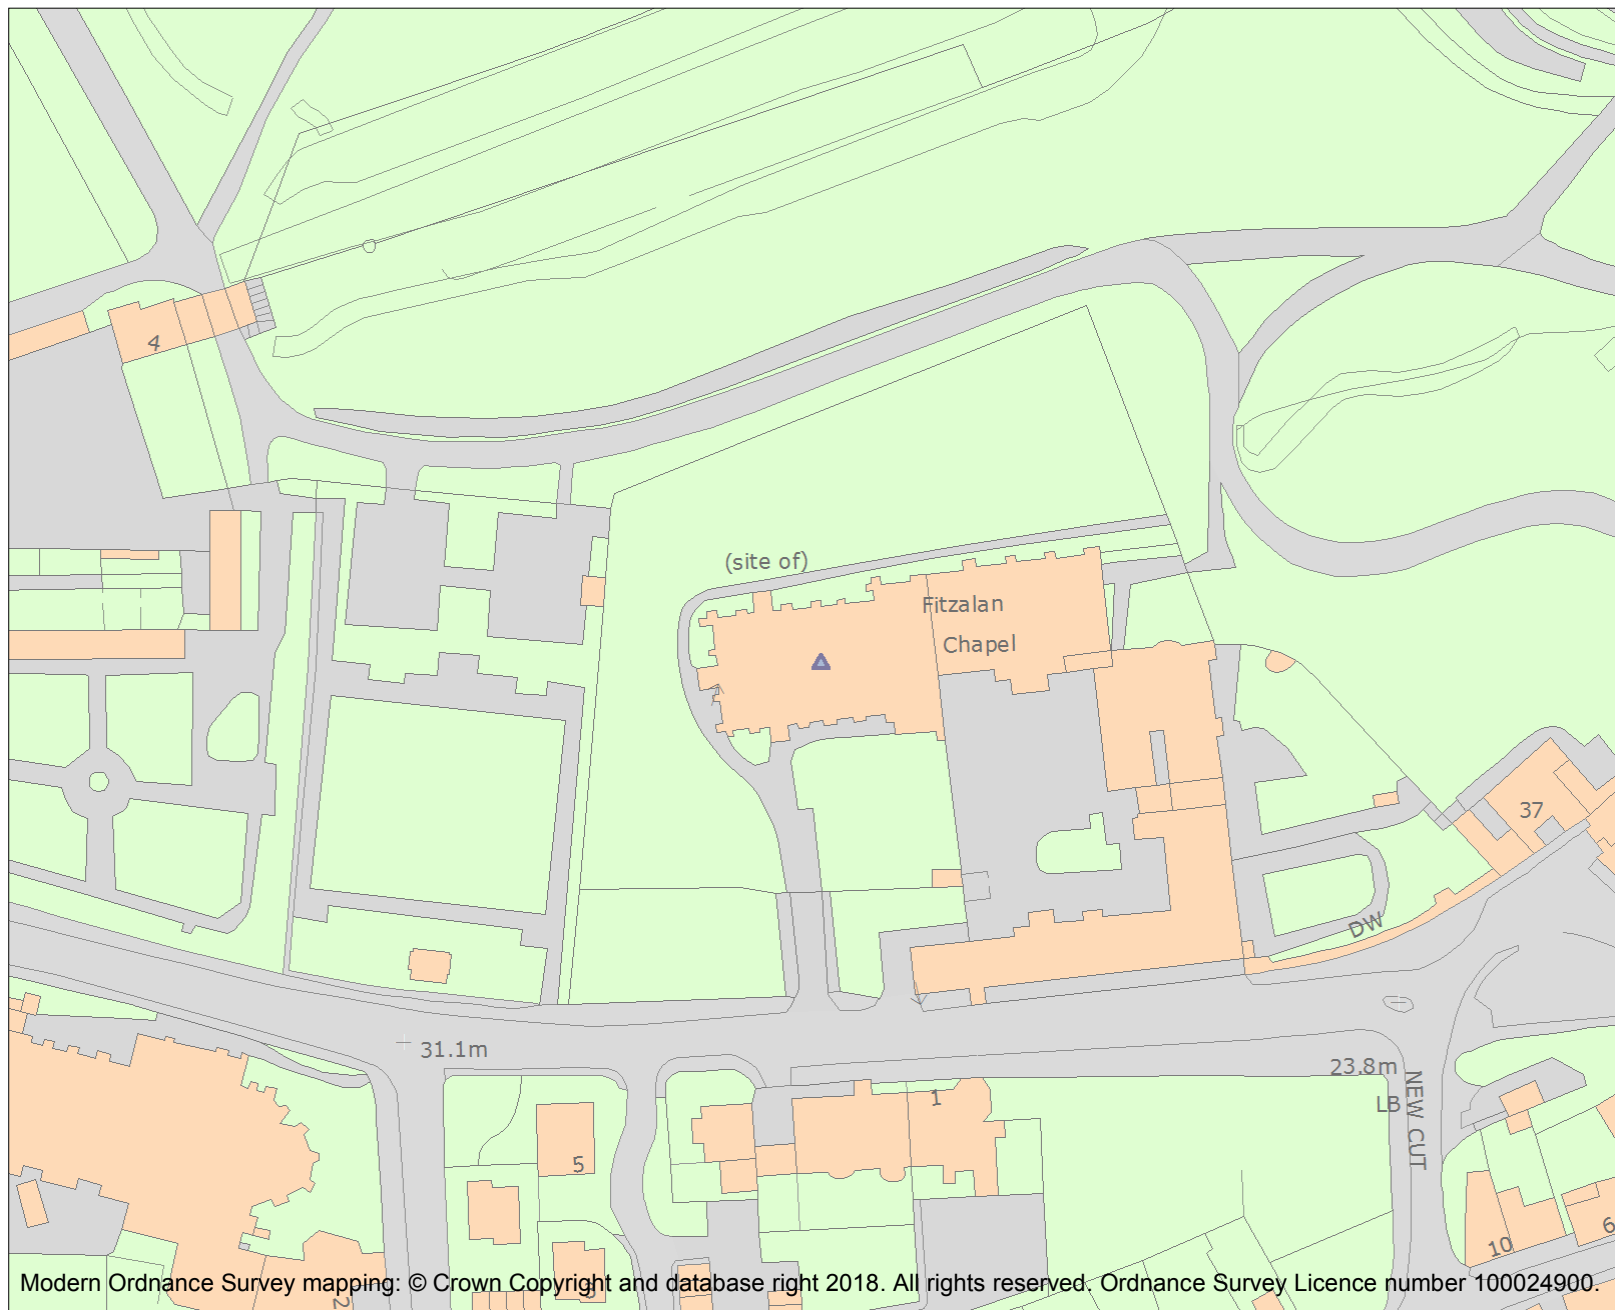 4
(site of)
Fitzalan
Chapel
37
DW
31.1m
23.8m
NEW CUT
LB
1
5
10
6
2
Modern Ordnance Survey mapping: © Crown Copyright and database right 2018. All rights reserved. Ordnance Survey Licence number 100024900.